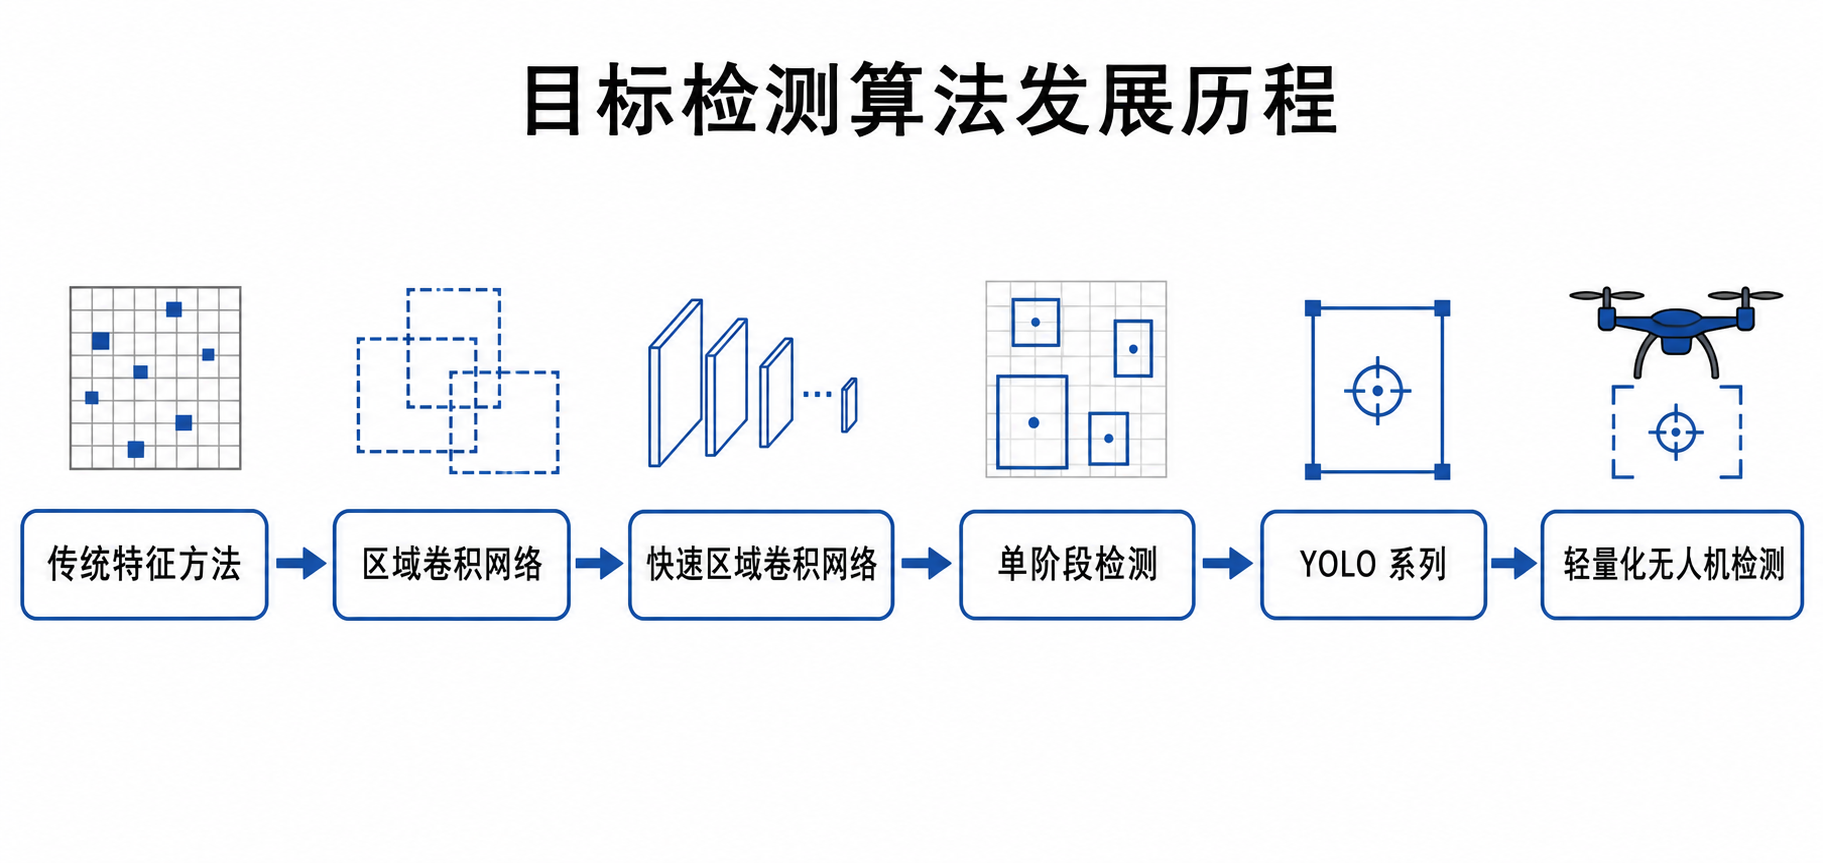 目标检测算法发展历程
传统特征方法
区域卷积网络
快速区域卷积网络
单阶段检测
YOLO 系列
轻量化无人机检测